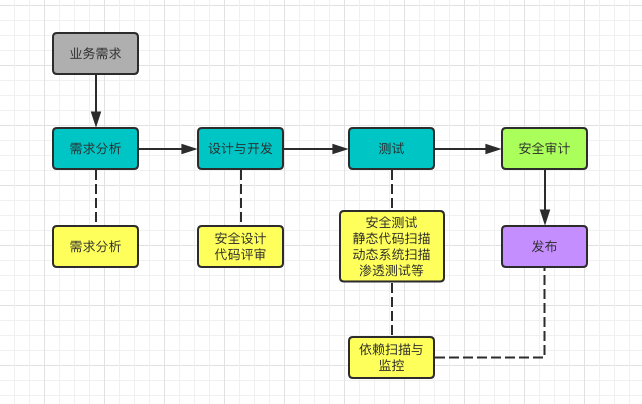 业务需求
需求分析
设计与开发
测试
安全审计
需求分析
安全设计
代码评审
安全测试
静态代码扫描
动态系统扫描
渗透测试等
发布
依赖扫描与
监控